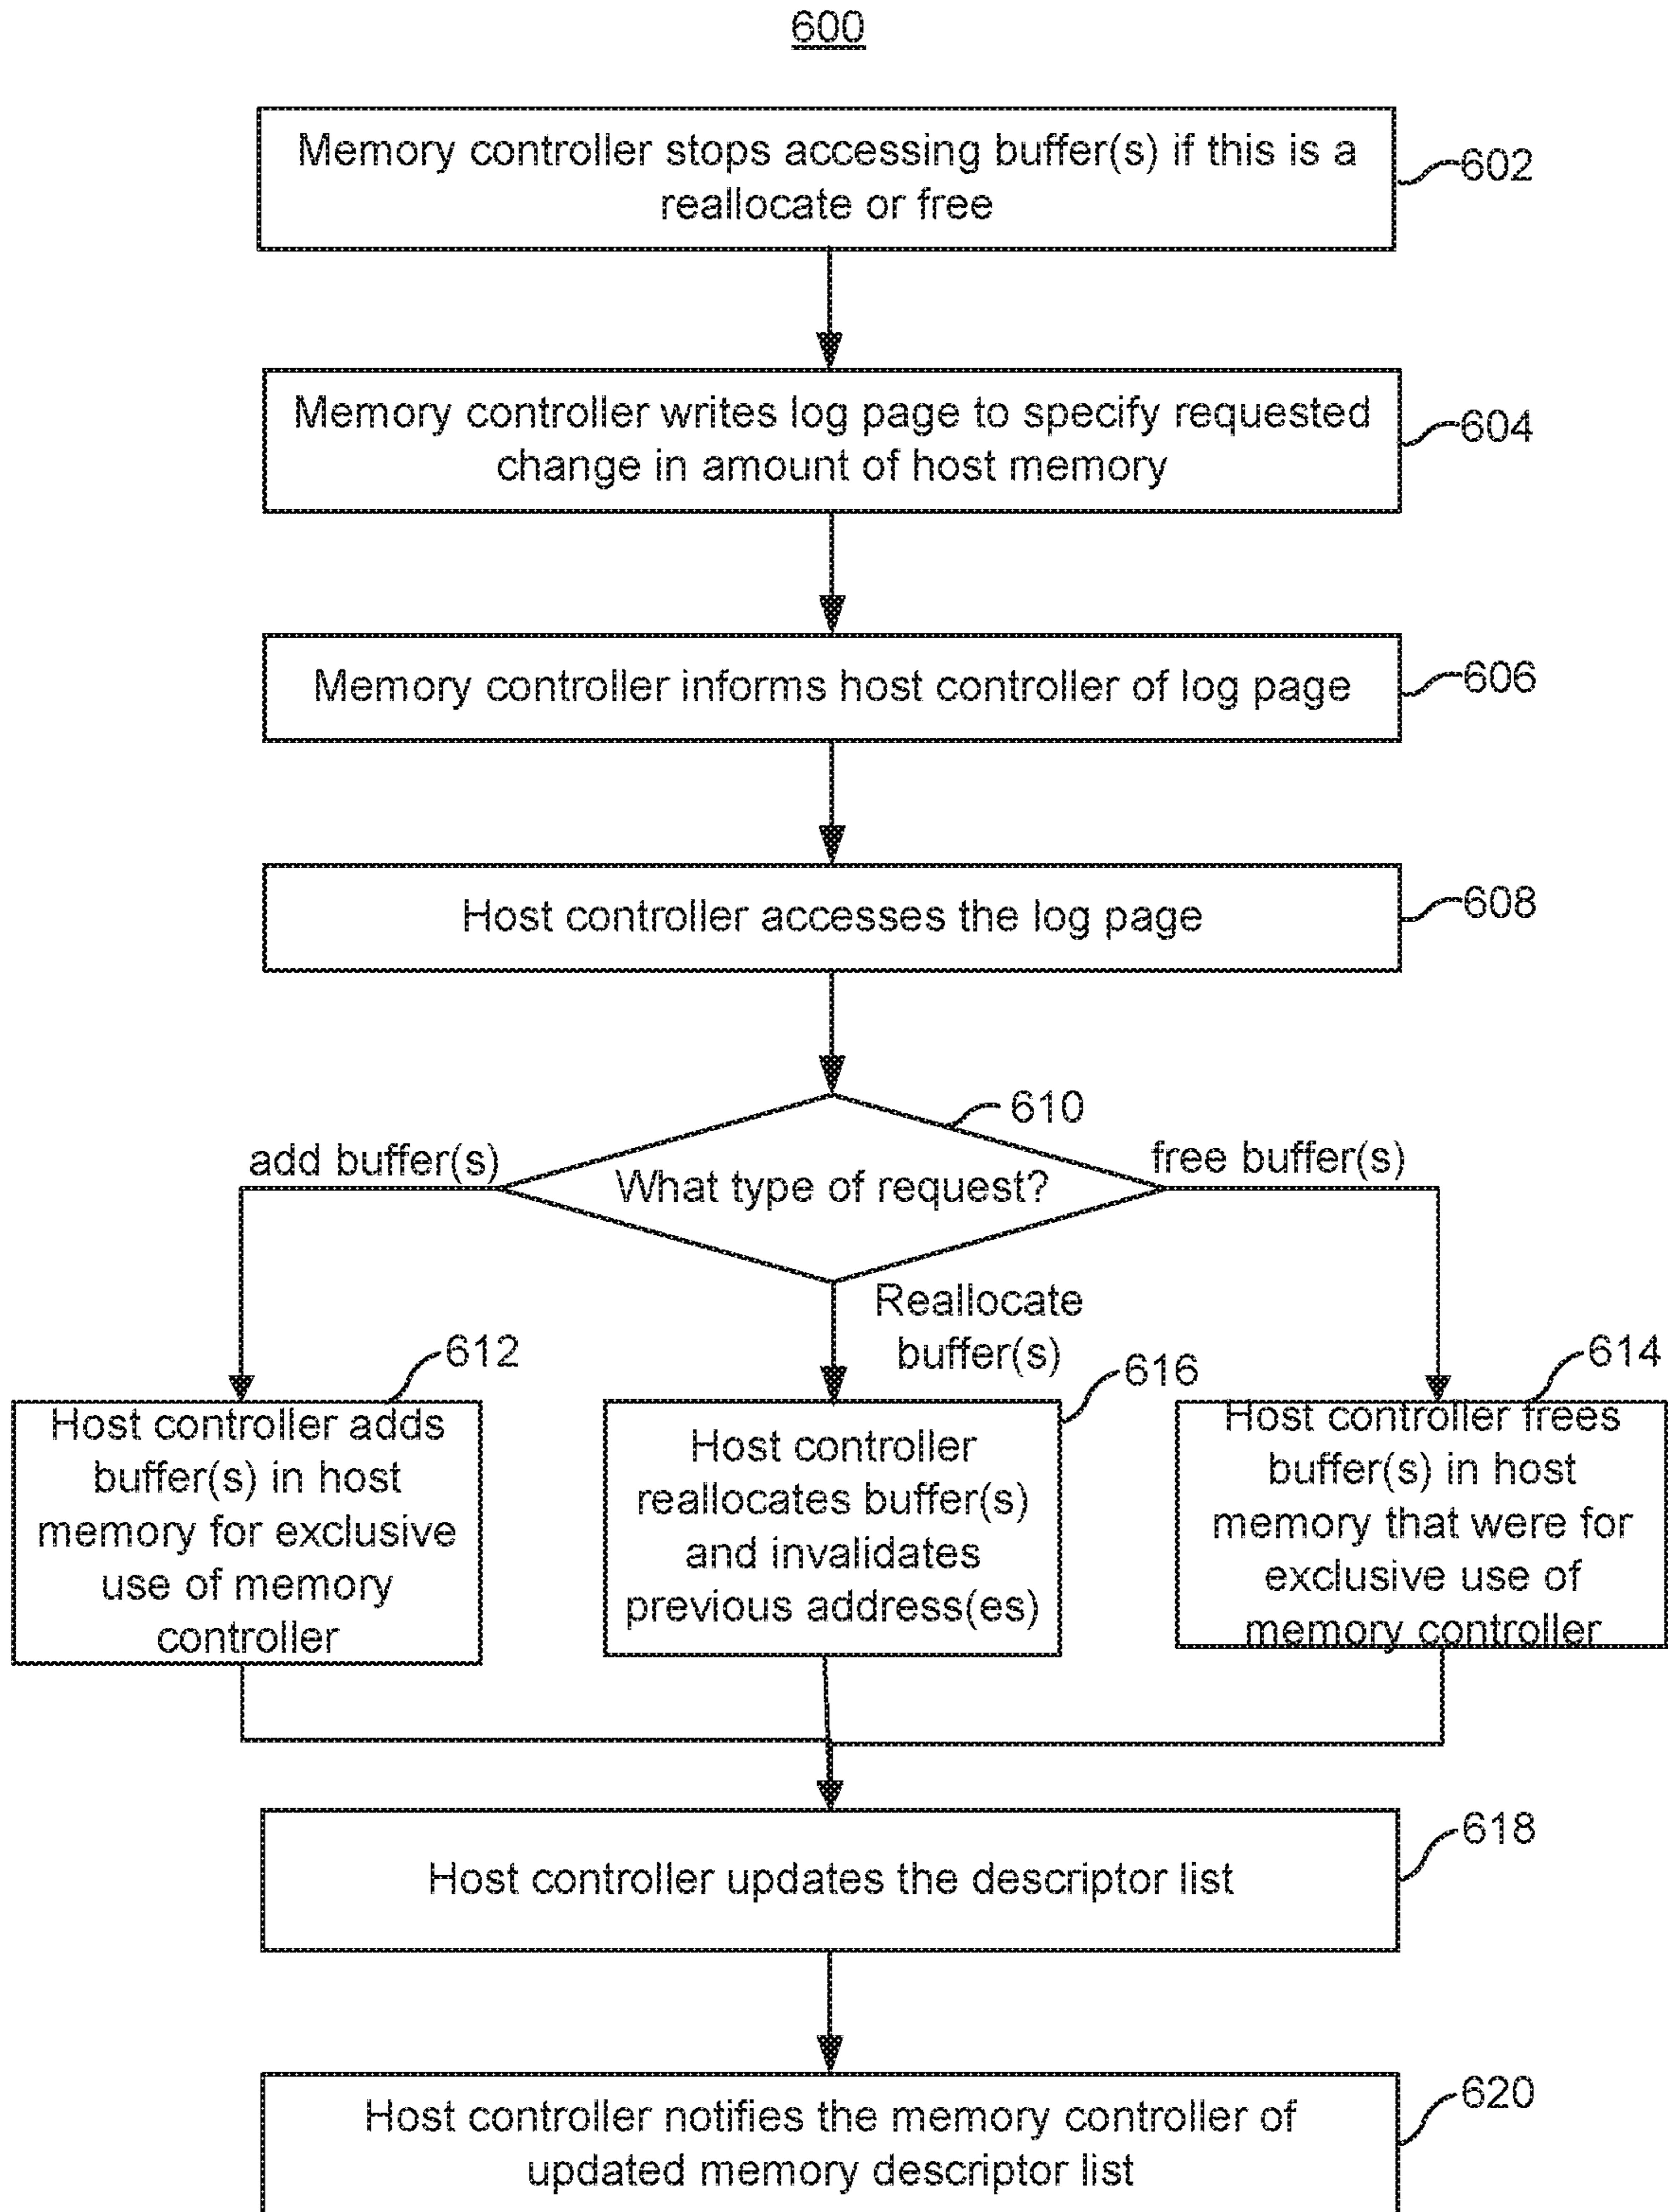 600
Memory controller stops accessing buffer(s) if this is a
reallocate or free
602
Memory controller writes log page to specify requested
change in amount of host memory
604
Memory controller informs host controller of log page
606
Host controller accesses the log page
608
610
add buffer(s)
What type of request?
free buffer(s)
Reallocate
buffer(s)
612
Host controller adds
buffer(s) in host
memory for exclusive
use of memory
controller
616
Host controller
reallocates buffer(s)
and invalidates
previous address(es)
614
Host controller frees
buffer(s) in host
memory that were for
exclusive use of
memory controller
Host controller updates the descriptor list
618
Host controller notifies the memory controller of
updated memory descriptor list
620